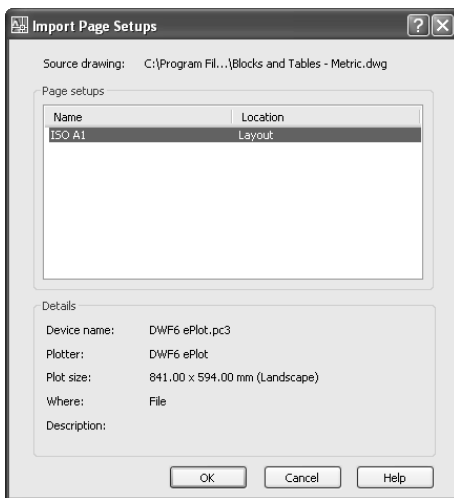 Import Page Setups
Source drawing: C:\Program Fil...\Blocks and Tables - Metric.dwg
Page setups
Name Location
ISO A1 Layout
Details
Device name: DWF6 ePlot.pc3
Plotter: DWF6 ePlot
Plot size: 841.00 x 594.00 mm (Landscape)
Where: File
Description:
OK Cancel Help